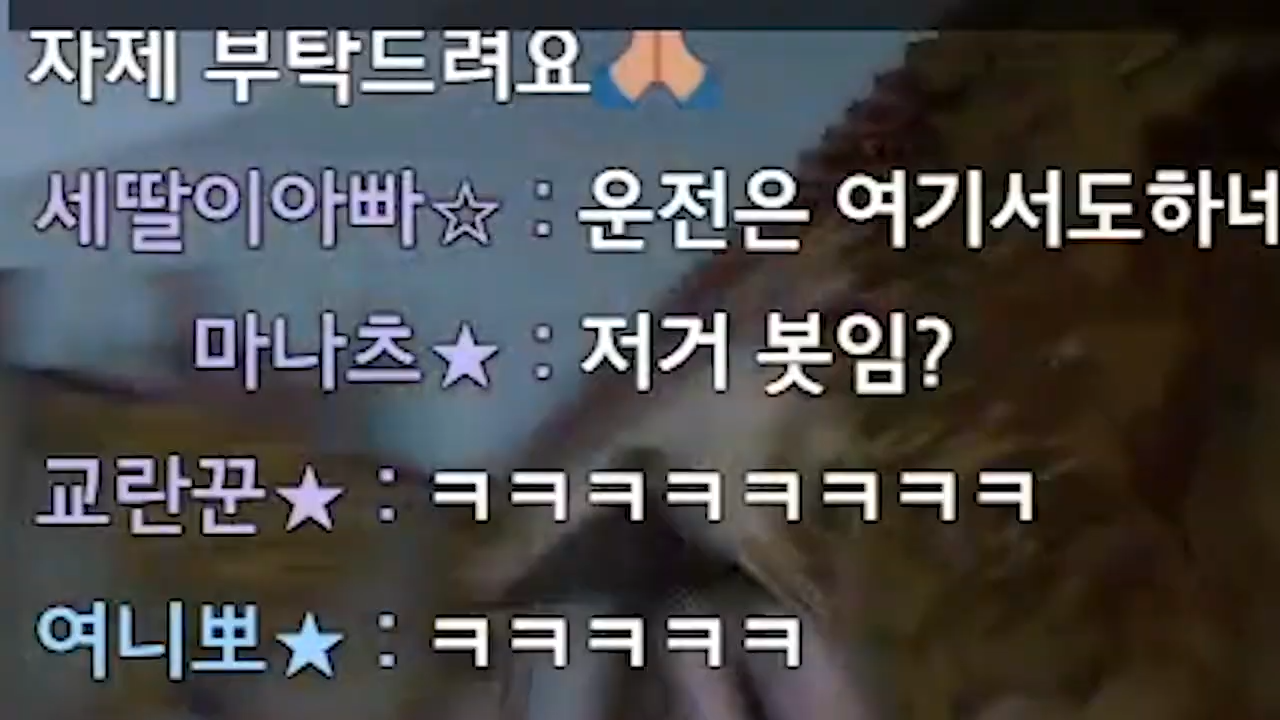 자제 부탁드려요🙏
세딸이아빠☆ : 운전은 여기서도하네
마나츠★ : 저거 봇임?
교란꾼★ : ㅋㅋㅋㅋㅋㅋㅋㅋ
여니뽀★ : ㅋㅋㅋㅋㅋ